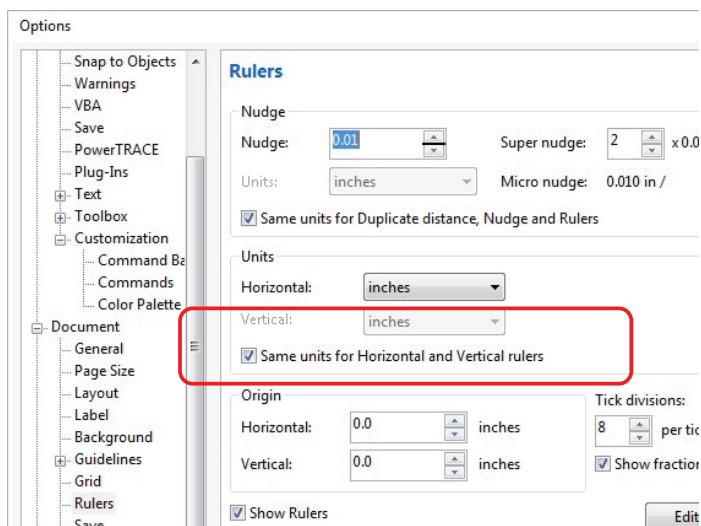 Options
Snap to Objects
Warnings
VBA
Save
PowerTRACE
Plug-Ins
Text
Toolbox
Customization
Command Ba
Commands
Color Palette
Document
General
Page Size
Layout
Label
Background
Guidelines
Grid
Rulers
Save
Rulers
Nudge
Nudge: 0.01 Super nudge: 2 x 0.0
Units: inches Micro nudge: 0.010 in /
Same units for Duplicate distance, Nudge and Rulers
Units
Horizontal: inches
Vertical: inches
Same units for Horizontal and Vertical rulers
Origin
Horizontal: 0.0 inches
Vertical: 0.0 inches
Tick divisions:
8 per tic
Show fraction
Show Rulers
Edit